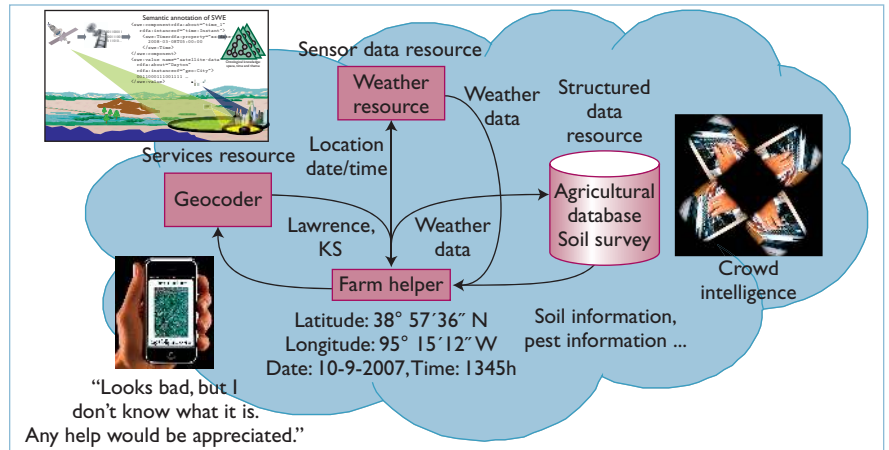 Semantic annotation of SWE
Sensor data resource
Weather
resource
Weather
data
Structured
data
resource
Location
date/time
Services resource
Geocoder
Agricultural
database
Soil survey
Lawrence,
KS
Weather
data
Crowd
intelligence
Farm helper
Latitude: 38° 57´36˝ N
Longitude: 95° 15´12˝ W
Date: 10-9-2007, Time: 1345h
Soil information,
pest information ...
“Looks bad, but I
don’t know what it is.
Any help would be appreciated.”